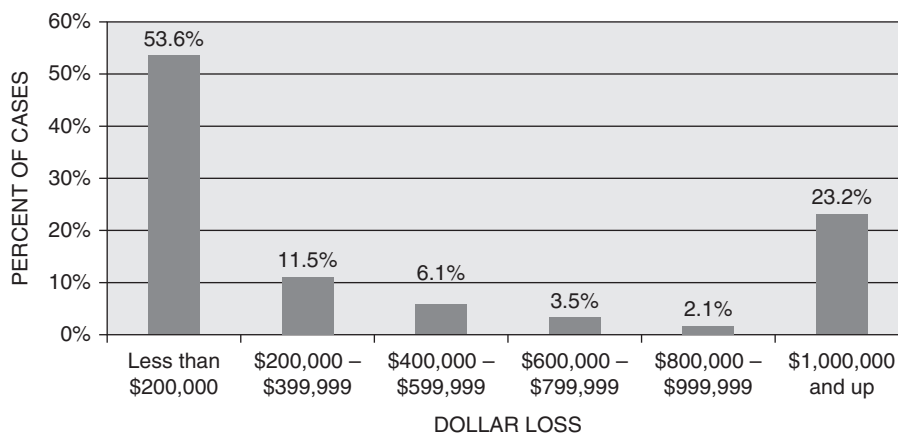 60%
50%
40%
30%
20%
10%
0%
PERCENT OF CASES
53.6%
11.5%
6.1%
3.5%
2.1%
23.2%
Less than $200,000
$200,000 – $399,999
$400,000 – $599,999
$600,000 – $799,999
$800,000 – $999,999
$1,000,000 and up
DOLLAR LOSS